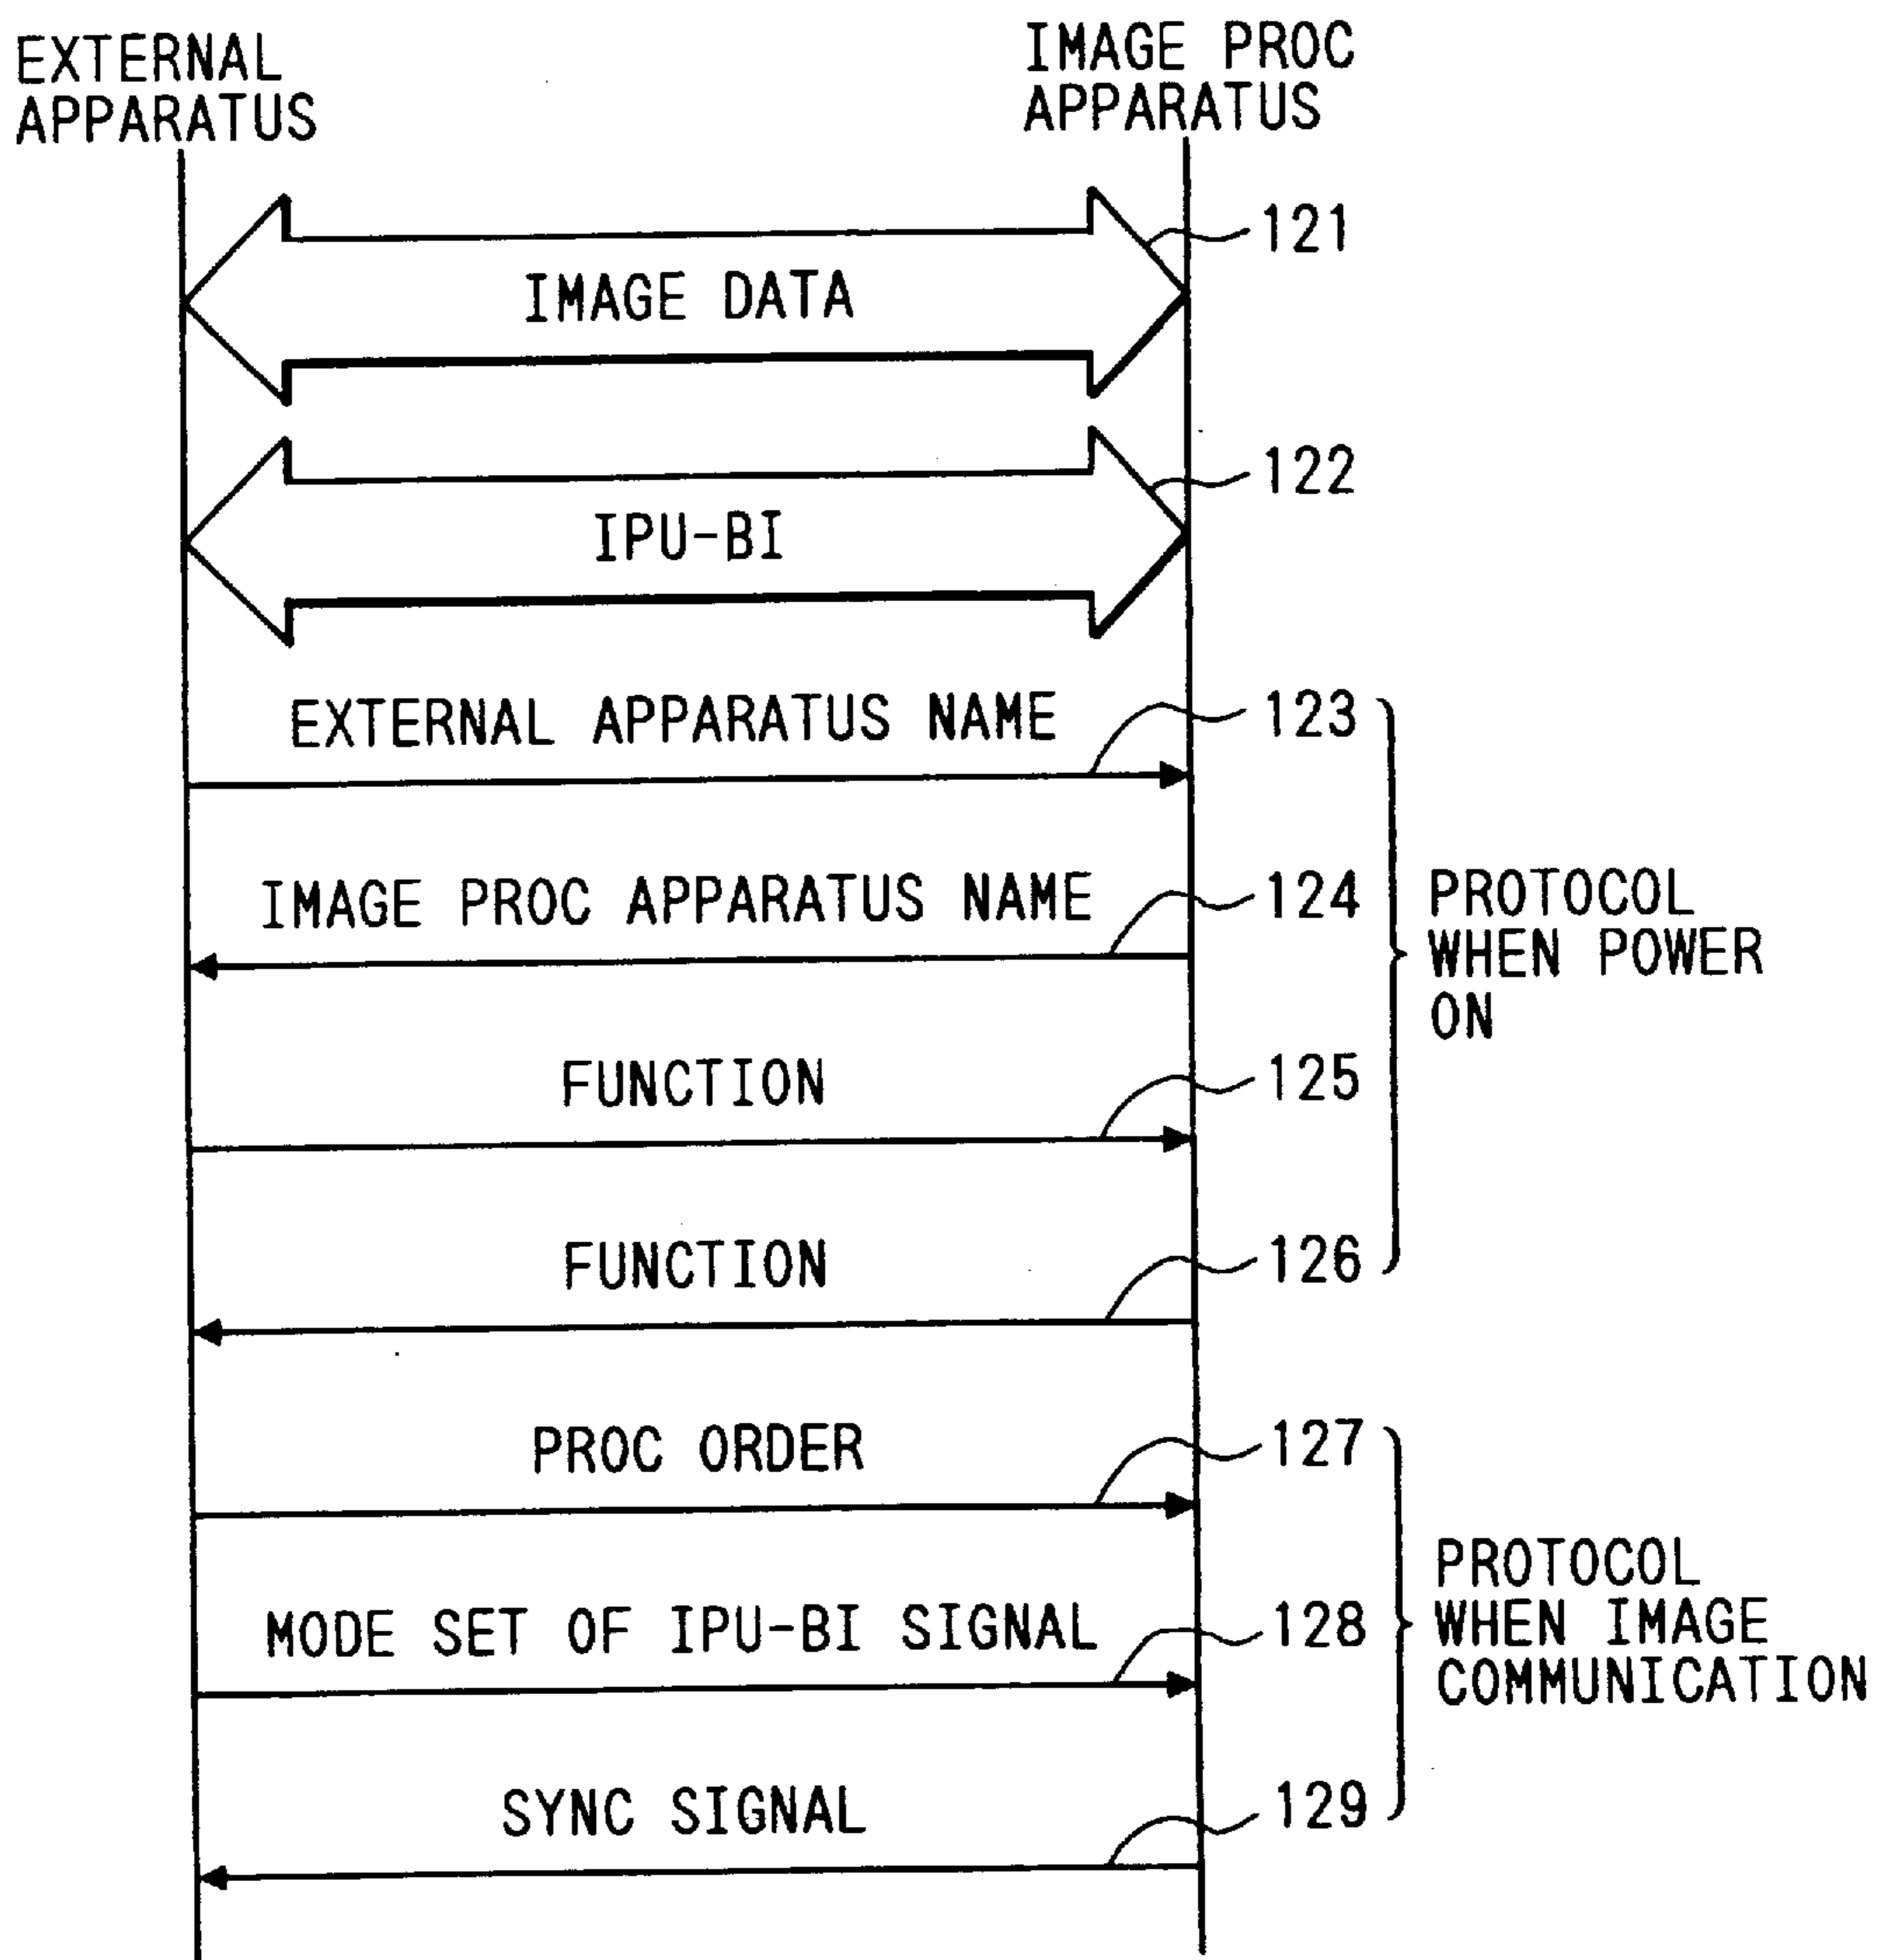 EXTERNAL
APPARATUS
IMAGE PROC
APPARATUS
121
IMAGE DATA
122
IPU-BI
EXTERNAL APPARATUS NAME
123
IMAGE PROC APPARATUS NAME
124
PROTOCOL
WHEN POWER
ON
FUNCTION
125
FUNCTION
126
PROC ORDER
127
MODE SET OF IPU-BI SIGNAL
128
PROTOCOL
WHEN IMAGE
COMMUNICATION
SYNC SIGNAL
129